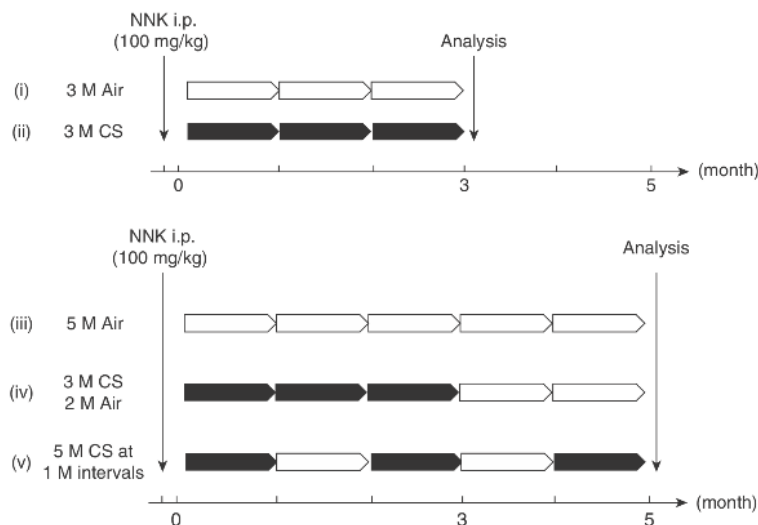 NNK i.p.
(100 mg/kg)
Analysis
(i) 3 M Air
(ii) 3 M CS
0 3 5 (month)
NNK i.p.
(100 mg/kg)
Analysis
(iii) 5 M Air
(iv) 3 M CS
2 M Air
(v) 5 M CS at
1 M intervals
0 3 5 (month)